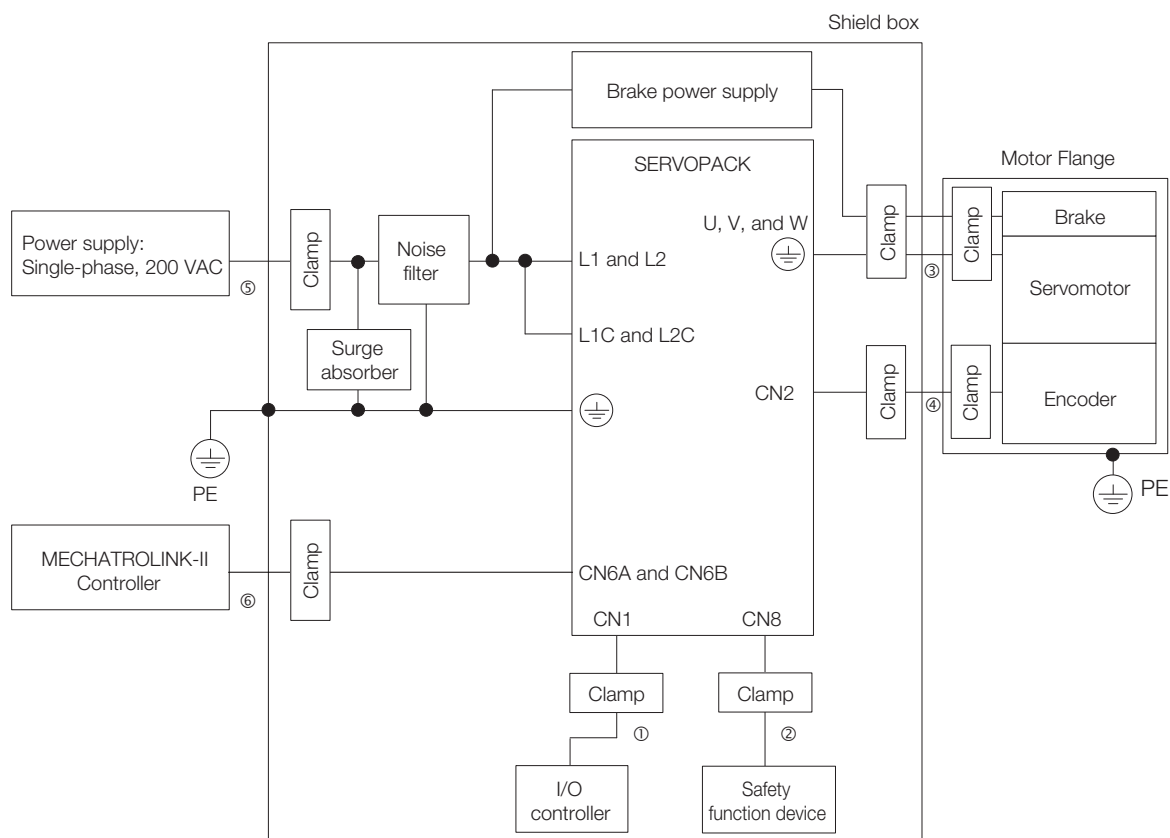 Shield box
Brake power supply
SERVOPACK
Motor Flange
Power supply:
Single-phase, 200 VAC
⑤
Clamp
Noise
filter
L1 and L2
U, V, and W
Clamp
Clamp
③
Brake
Servomotor
Surge
absorber
L1C and L2C
CN2
Clamp
④
Clamp
Encoder
PE
PE
MECHATROLINK-II
Controller
⑥
Clamp
CN6A and CN6B
CN1
CN8
Clamp
Clamp
①
②
I/O
controller
Safety
function device